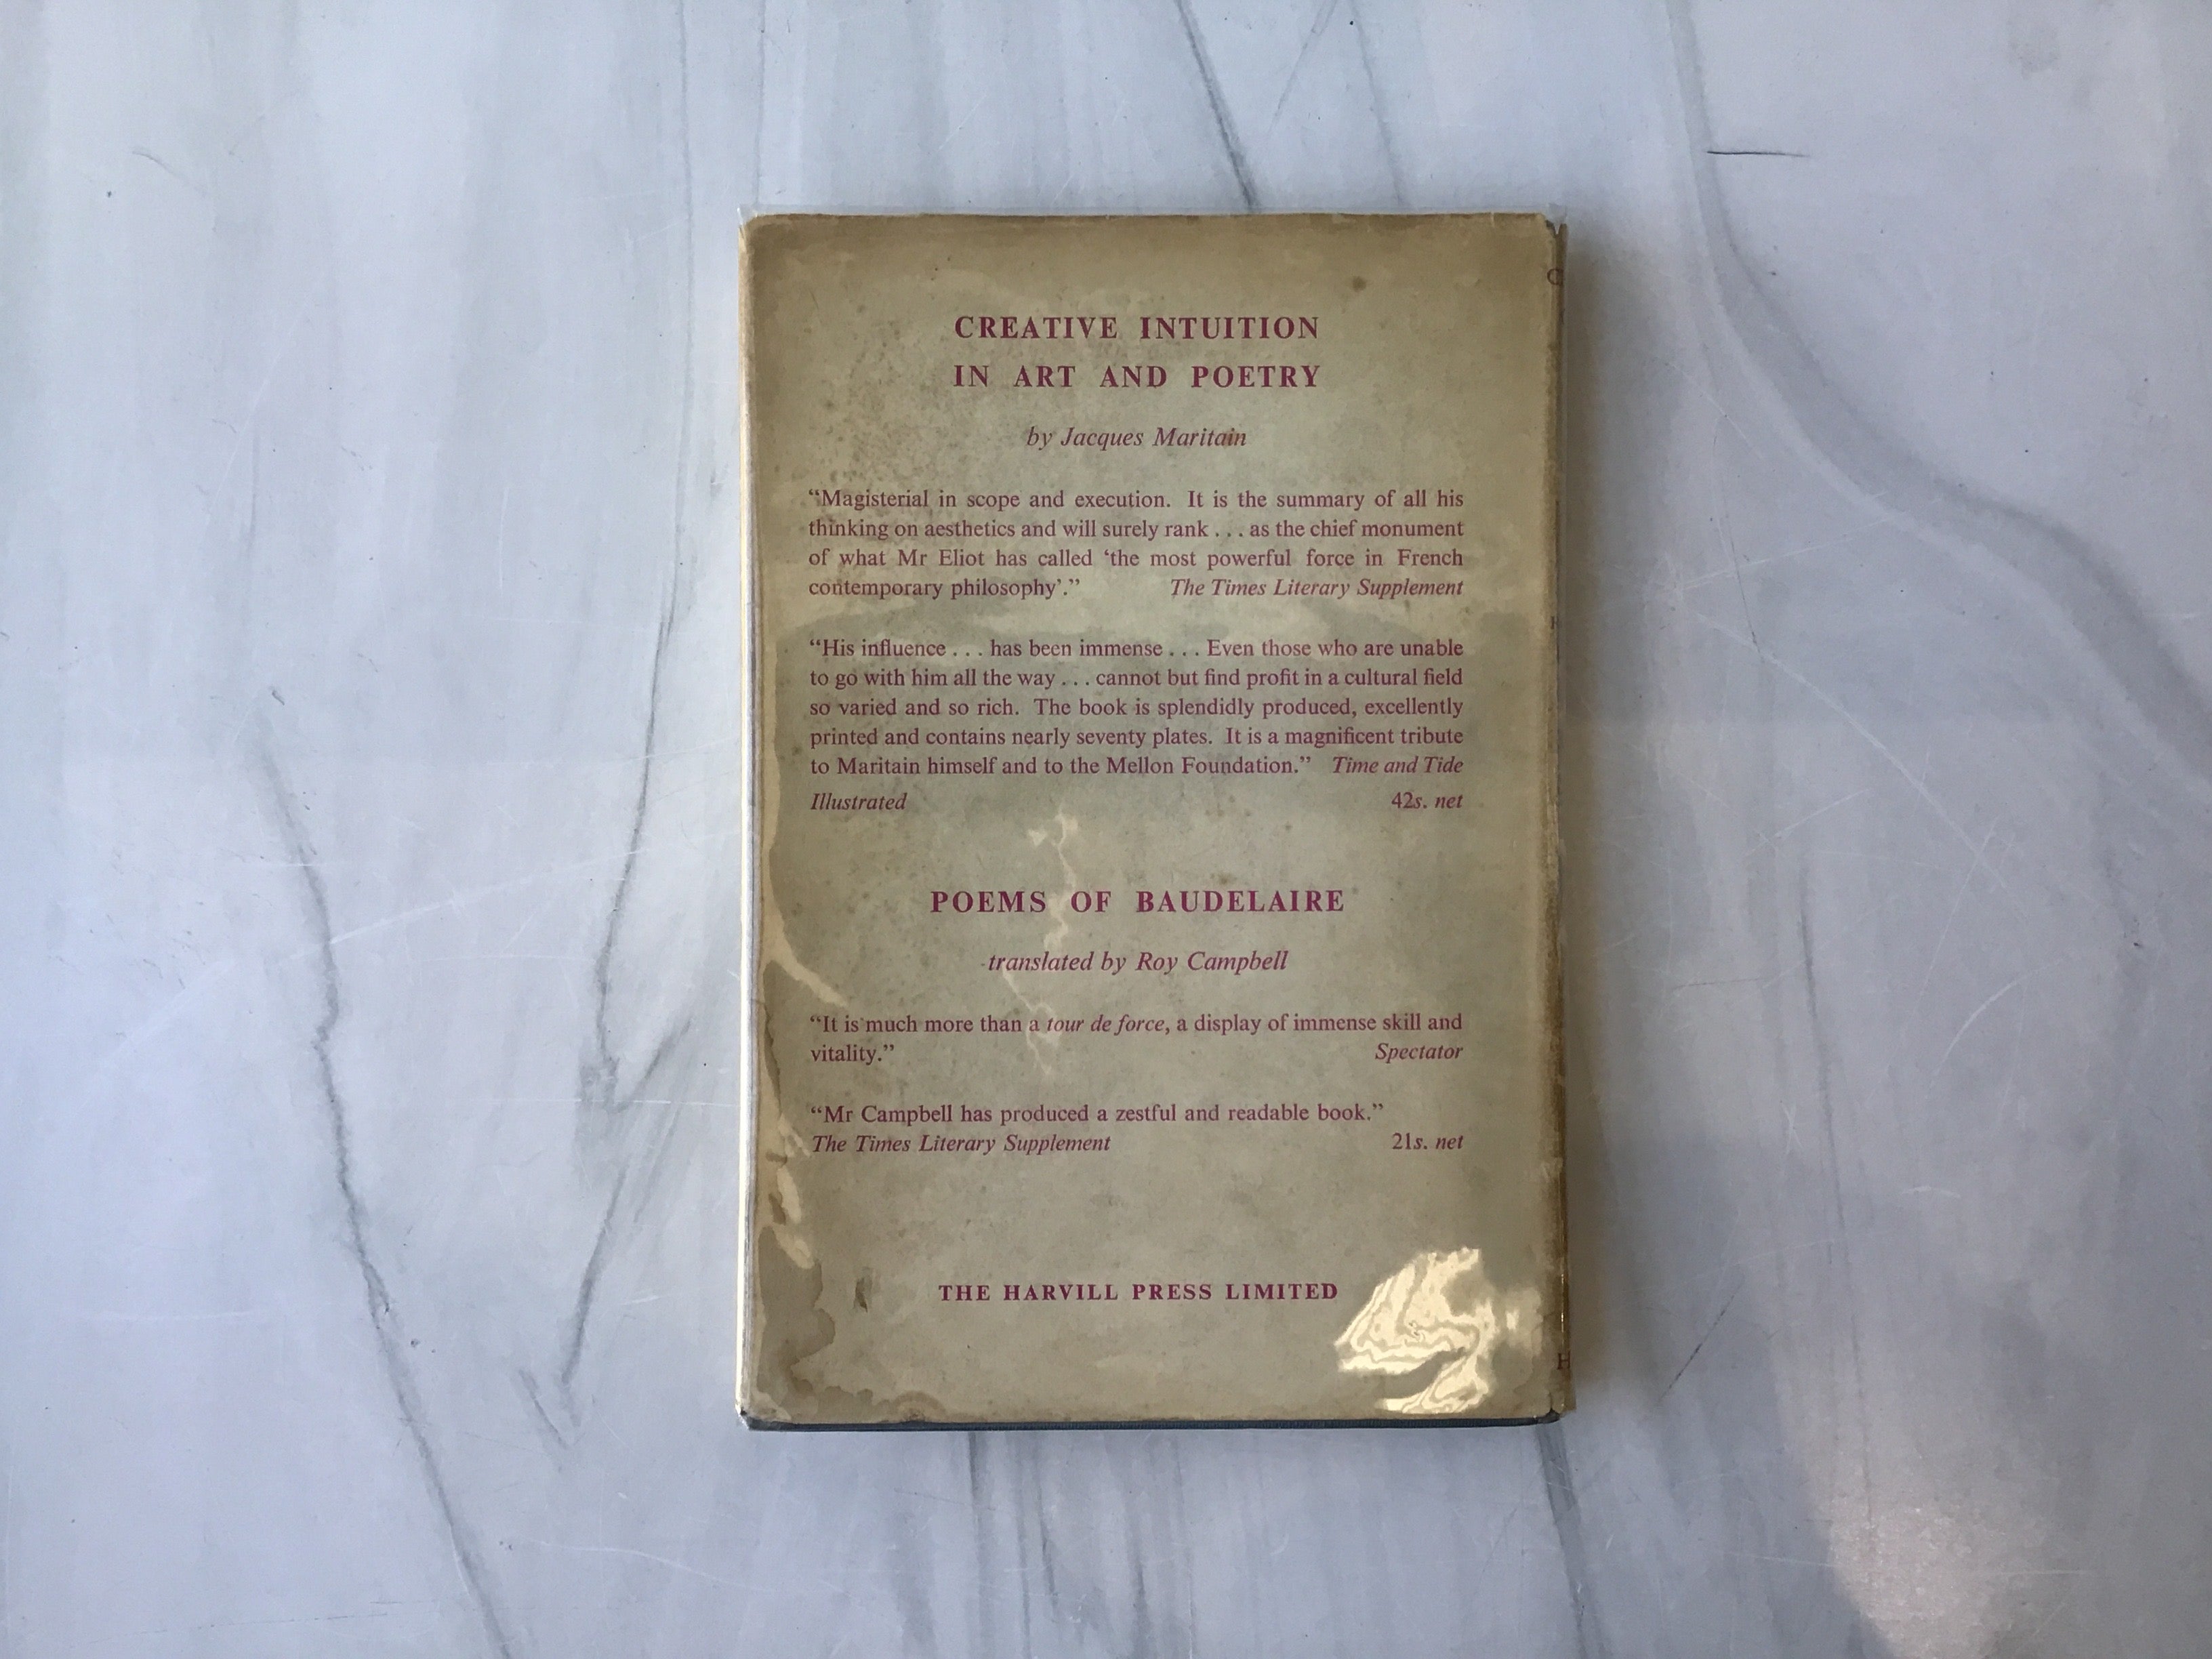 CREATIVE INTUITION
IN ART AND POETRY
by Jacques Maritain
“Magisterial in scope and execution. It is the summary of all his
thinking on aesthetics and will surely rank . . . as the chief monument
of what Mr Eliot has called ‘the most powerful force in French
contemporary philosophy’.” The Times Literary Supplement
“His influence . . . has been immense . . . Even those who are unable
to go with him all the way . . . cannot but find profit in a cultural field
so varied and so rich. The book is splendidly produced, excellently
printed and contains nearly seventy plates. It is a magnificent tribute
to Maritain himself and to the Mellon Foundation.” Time and Tide
Illustrated 42s. net
POEMS OF BAUDELAIRE
translated by Roy Campbell
“It is much more than a tour de force, a display of immense skill and
vitality.” Spectator
“Mr Campbell has produced a zestful and readable book.”
The Times Literary Supplement 21s. net
THE HARVILL PRESS LIMITED